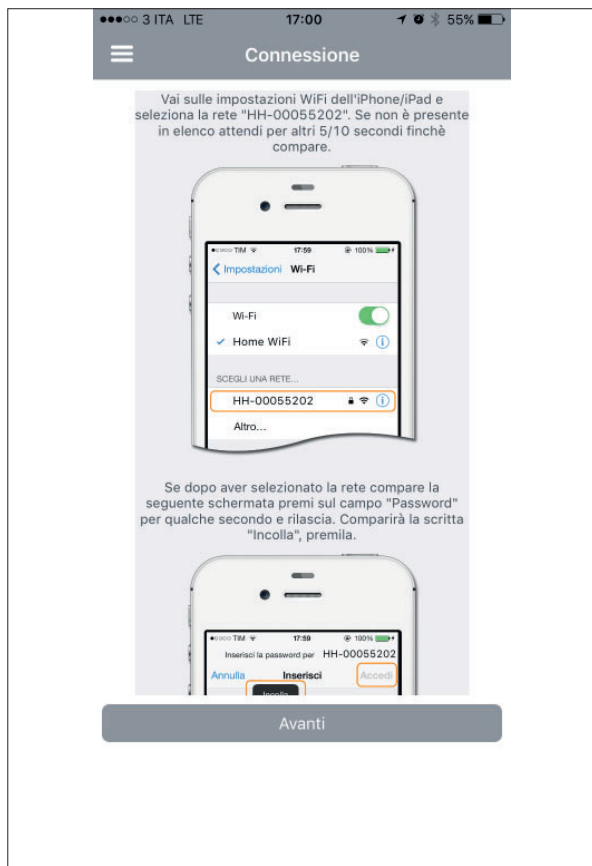 3 ITA LTE 17:00 55%
Connessione
Vai sulle impostazioni WiFi dell'iPhone/iPad e
seleziona la rete "HH-00055202". Se non è presente
in elenco attendi per altri 5/10 secondi finchè
compare.
TIM 17:59 100%
Impostazioni Wi-Fi
Wi-Fi
Home WiFi
SCEGLI UNA RETE...
HH-00055202
Altro...
Se dopo aver selezionato la rete compare la
seguente schermata premi sul campo "Password"
per qualche secondo e rilascia. Comparirà la scritta
"Incolla", premila.
TIM 17:59 100%
Inserisci la password per HH-00055202
Annulla Inserisci Accedi
Incolla
Avanti